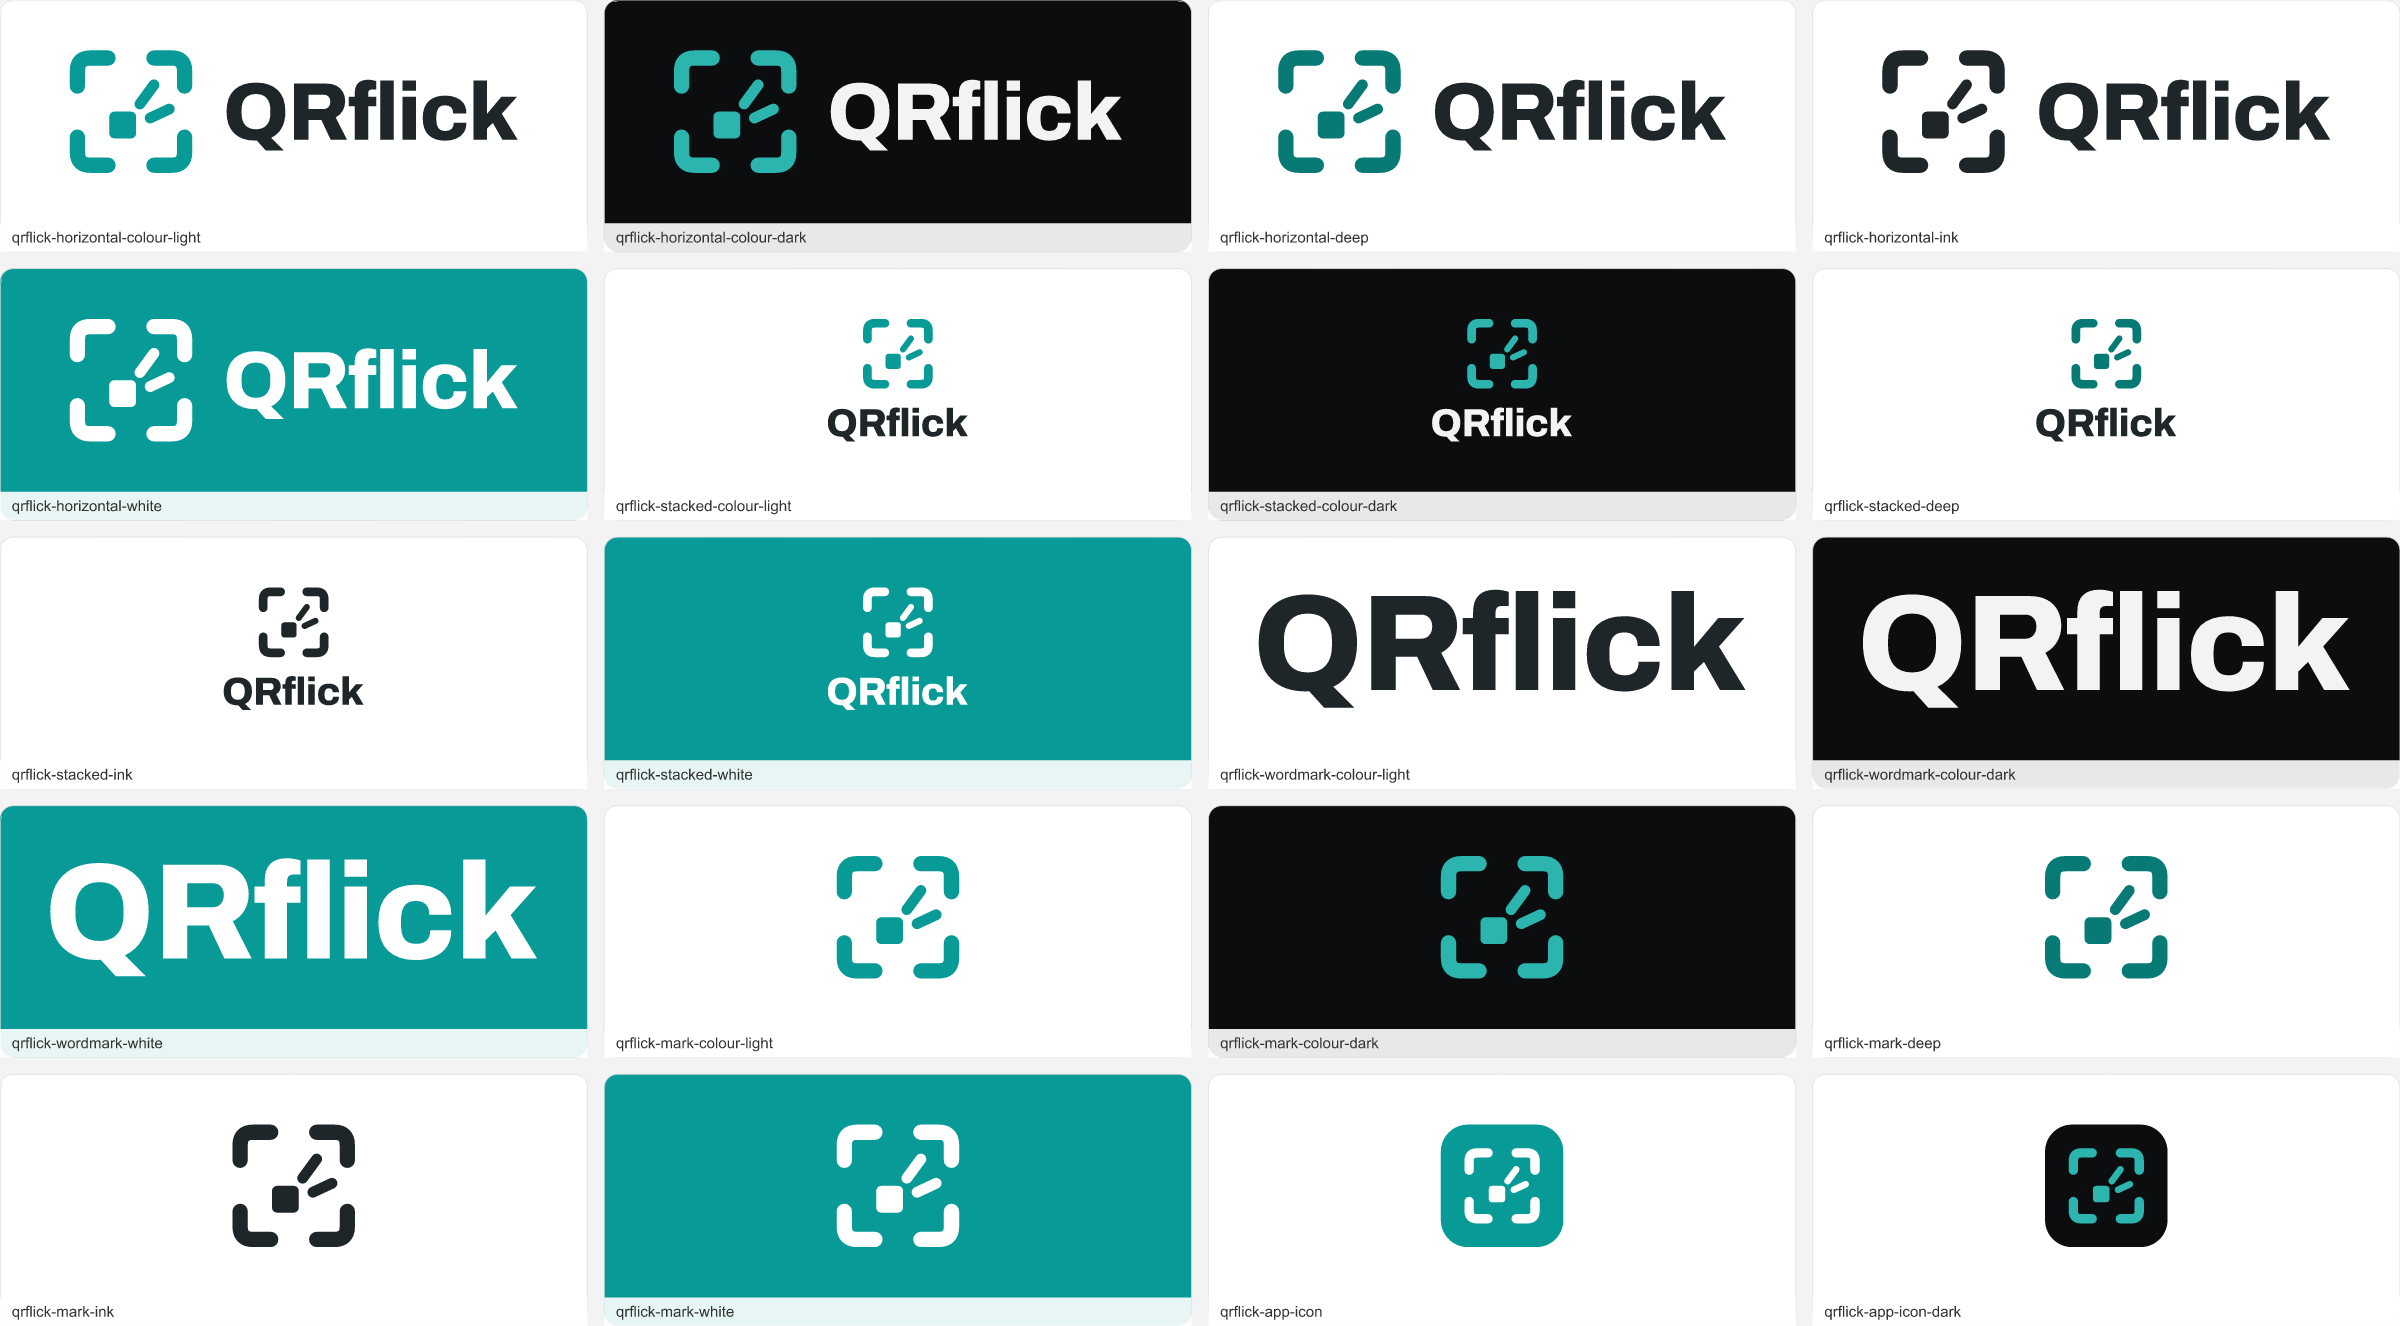 QRflick
qrflick-horizontal-colour-light
QRflick
qrflick-horizontal-colour-dark
QRflick
qrflick-horizontal-deep
QRflick
qrflick-horizontal-ink
QRflick
qrflick-horizontal-white
QRflick
qrflick-stacked-colour-light
QRflick
qrflick-stacked-colour-dark
QRflick
qrflick-stacked-deep
QRflick
qrflick-stacked-ink
QRflick
qrflick-stacked-white
QRflick
qrflick-wordmark-colour-light
QRflick
qrflick-wordmark-colour-dark
QRflick
qrflick-wordmark-white
qrflick-mark-colour-light
qrflick-mark-colour-dark
qrflick-mark-deep
qrflick-mark-ink
qrflick-mark-white
qrflick-app-icon
qrflick-app-icon-dark